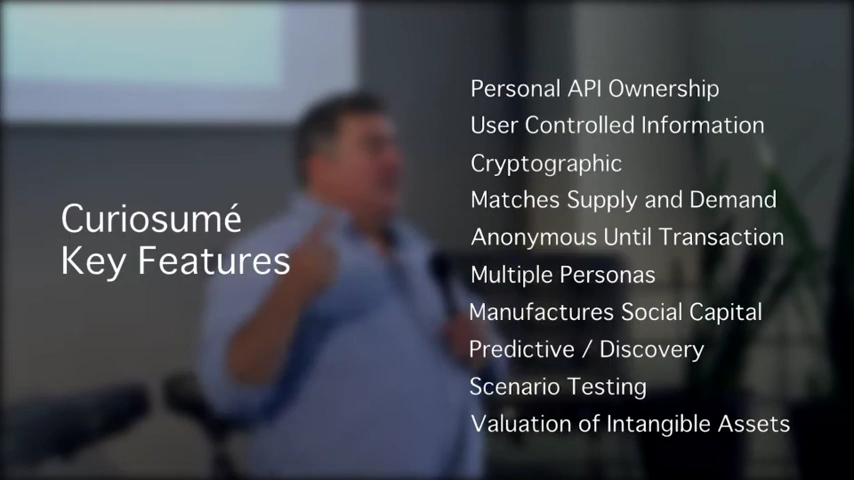 Curiosumé
Key Features
Personal API Ownership
User Controlled Information
Cryptographic
Matches Supply and Demand
Anonymous Until Transaction
Multiple Personas
Manufactures Social Capital
Predictive / Discovery
Scenario Testing
Valuation of Intangible Assets